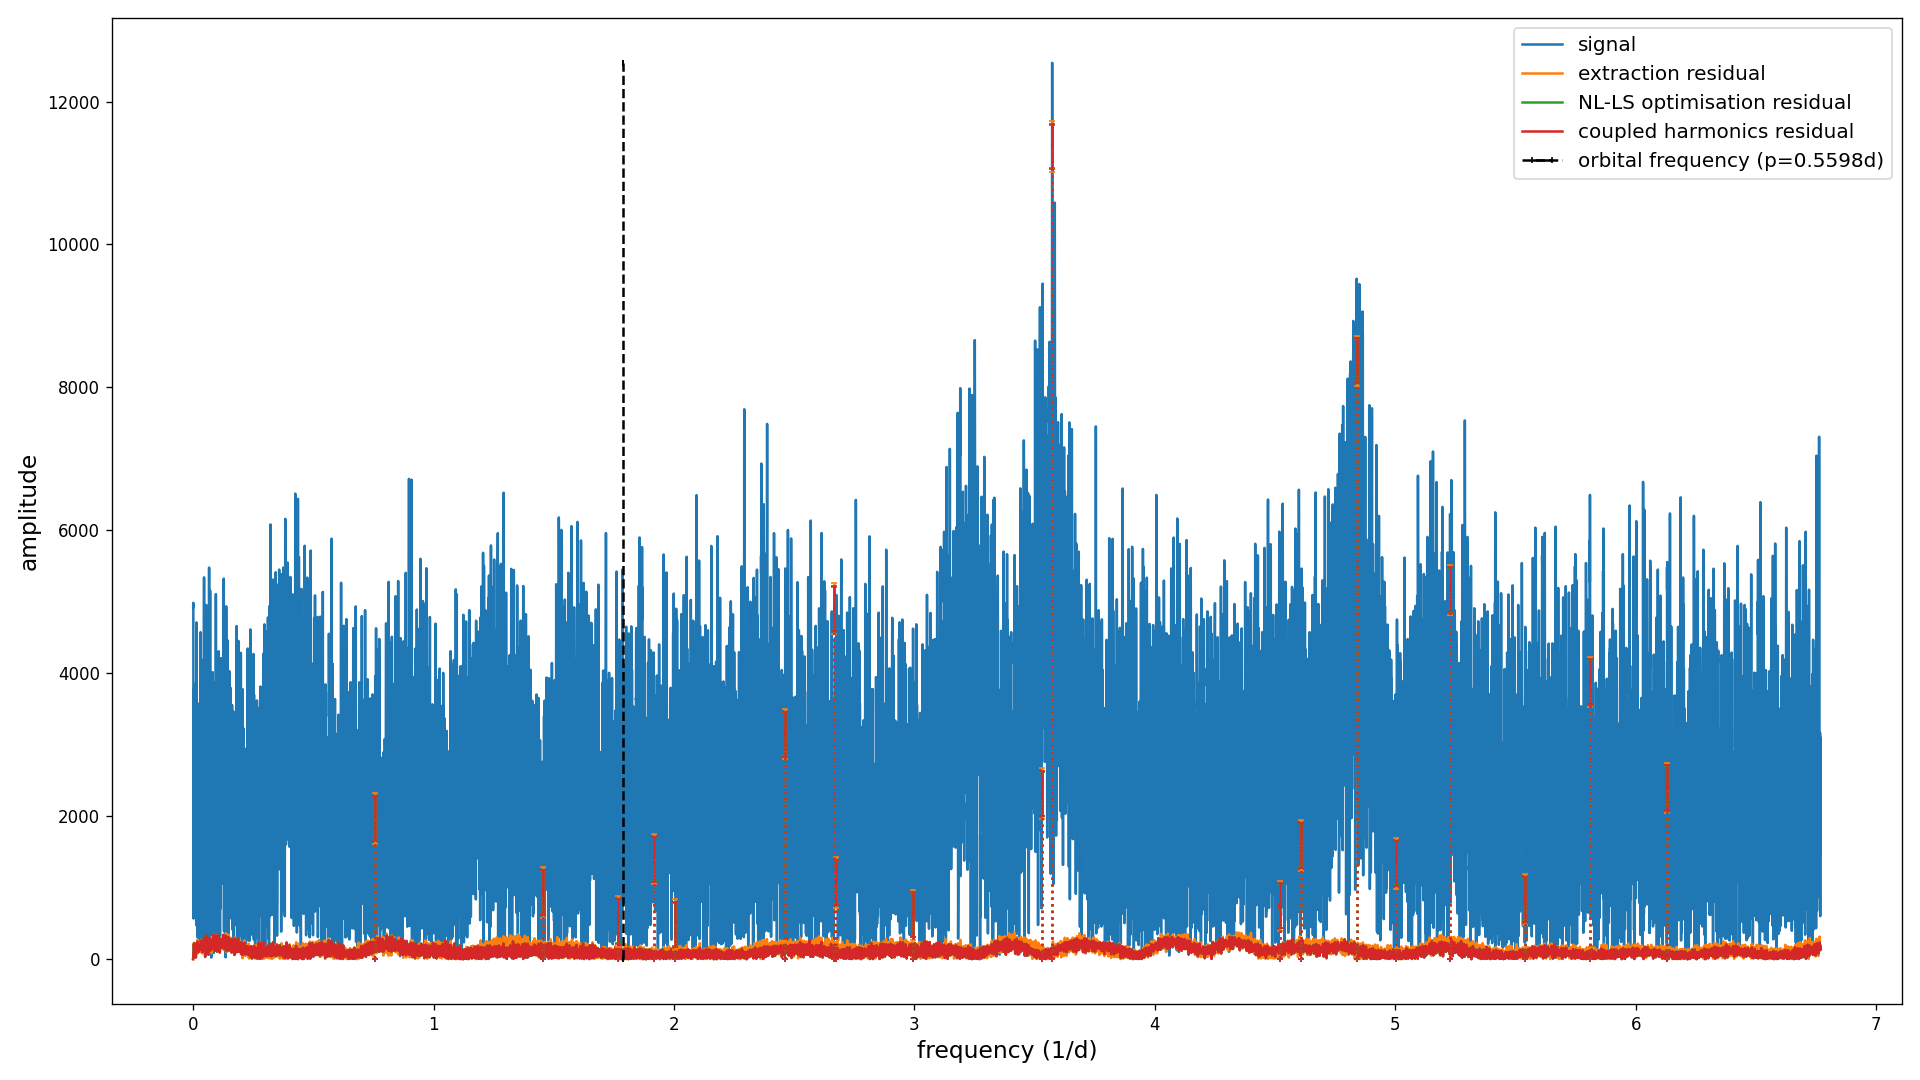 signal
extraction residual
NL-LS optimisation residual
coupled harmonics residual
orbital frequency (p=0.5598d)
amplitude
12000
10000
8000
6000
4000
2000
0
0 1 2 3 4 5 6 7
frequency (1/d)